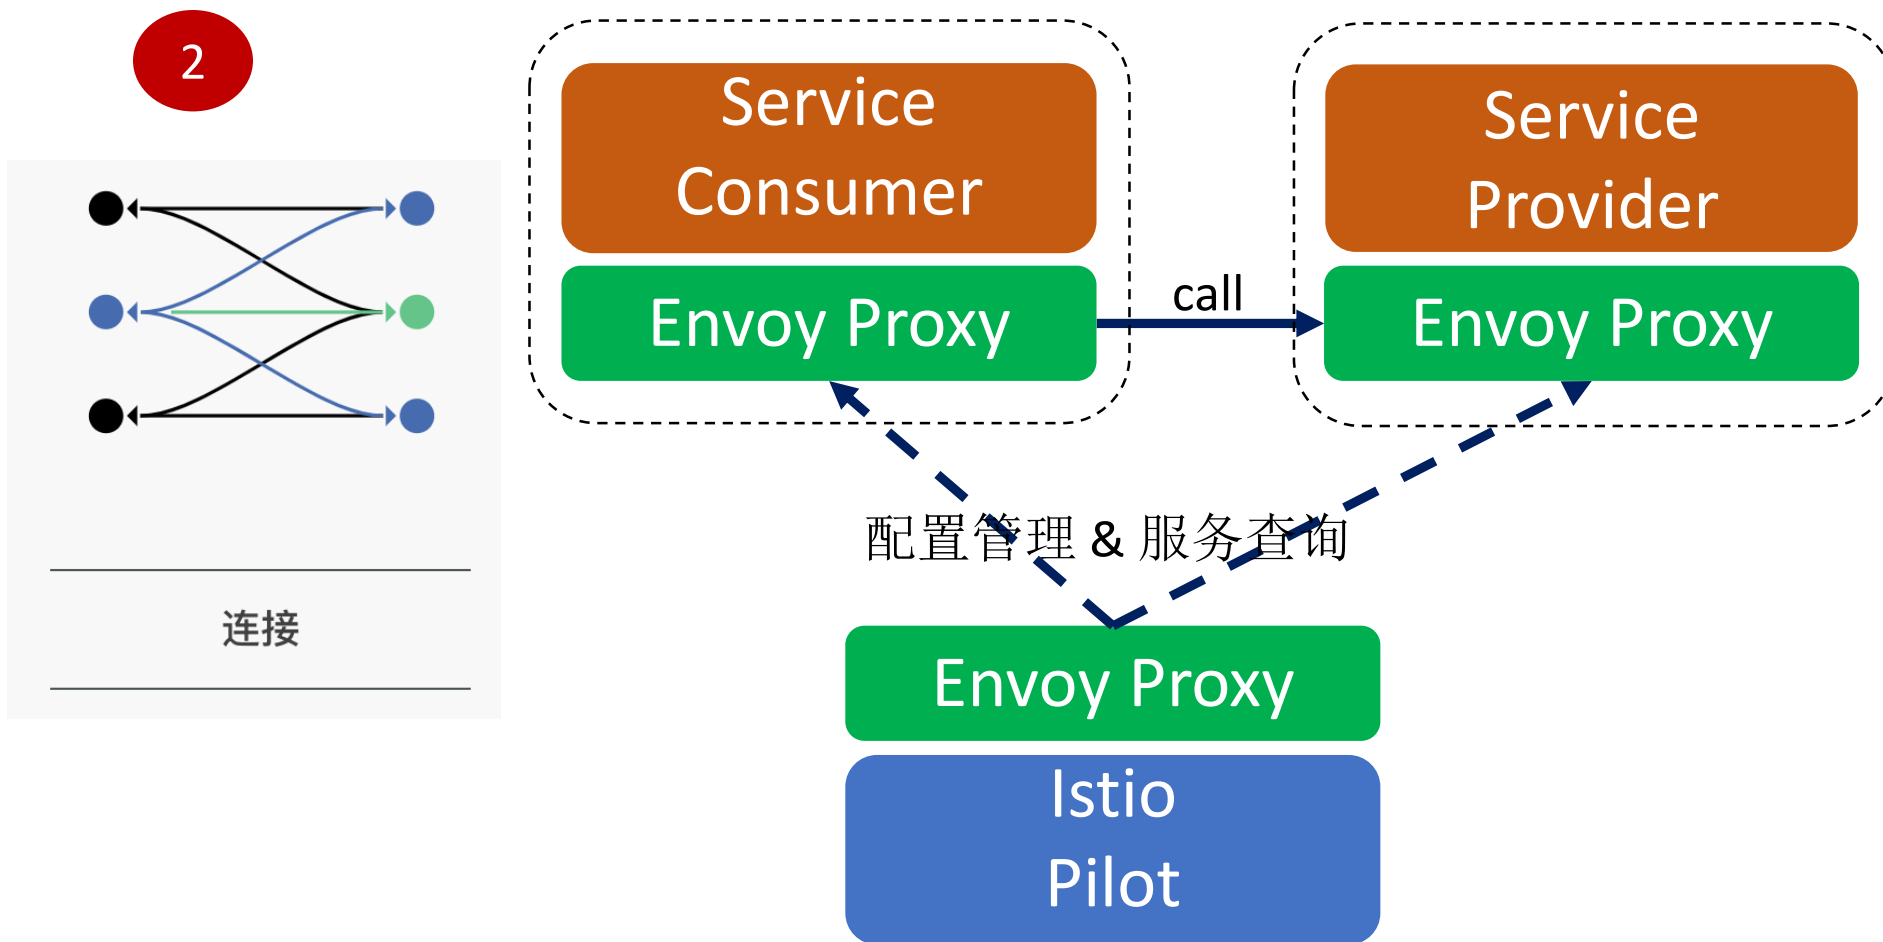 2
连接
Service
Consumer
Envoy Proxy
call
Service
Provider
Envoy Proxy
配置管理 & 服务查询
Envoy Proxy
Istio
Pilot